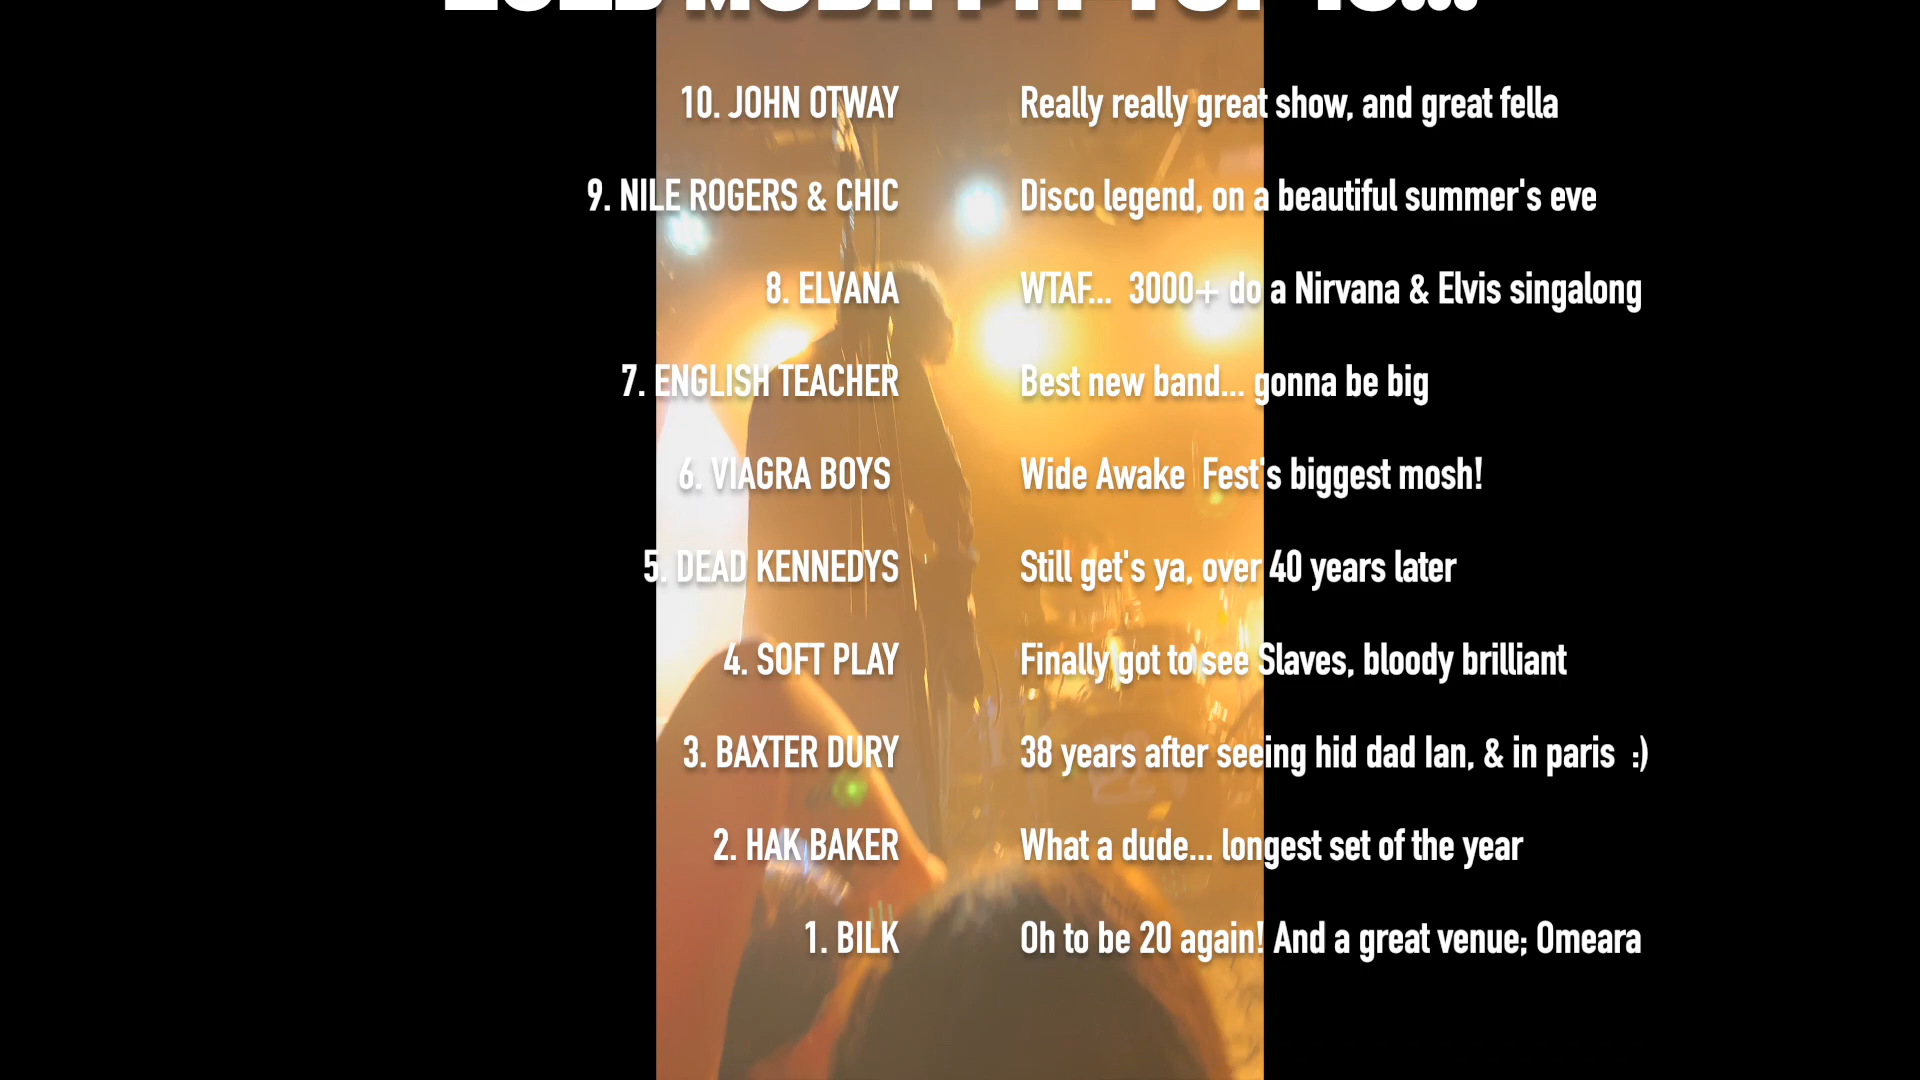 10. JOHN OTWAY Really really great show, and great fella
9. NILE ROGERS & CHIC Disco legend, on a beautiful summer's eve
8. ELVANA WTAF... 3000+ do a Nirvana & Elvis singalong
7. ENGLISH TEACHER Best new band... gonna be big
6. VIAGRA BOYS Wide Awake Fest's biggest mosh!
5. DEAD KENNEDYS Still get's ya, over 40 years later
4. SOFT PLAY Finally got to see Slaves, bloody brilliant
3. BAXTER DURY 38 years after seeing hid dad Ian, & in paris :)
2. HAK BAKER What a dude... longest set of the year
1. BILK Oh to be 20 again! And a great venue; Omeara